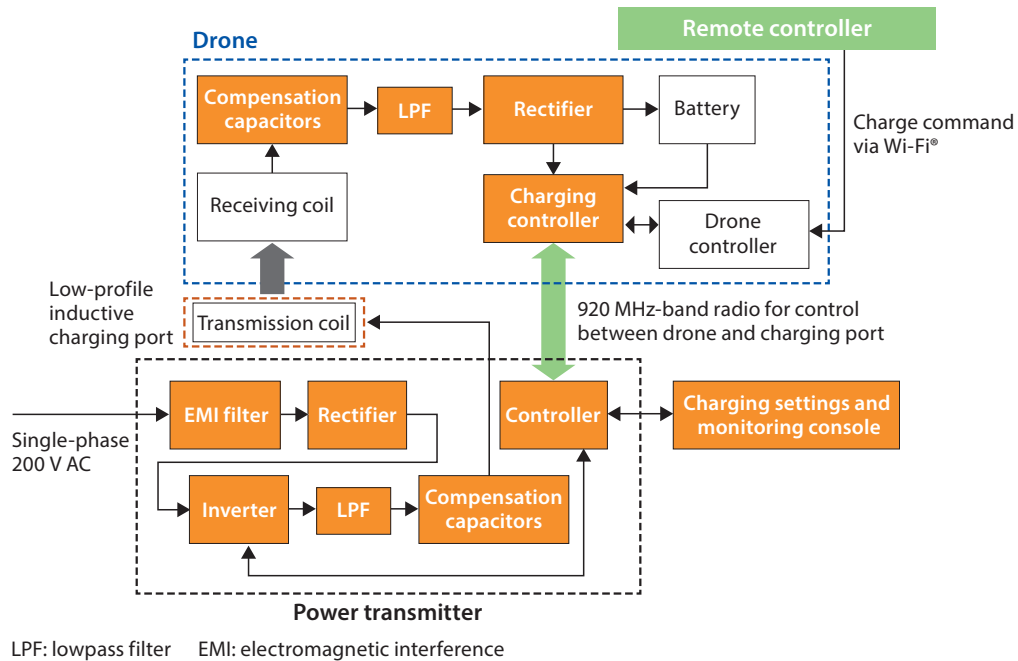 Remote controller
Drone
Compensation
capacitors
LPF
Rectifier
Battery
Charge command
via Wi-Fi®
Receiving coil
Charging
controller
Drone
controller
Low-profile
inductive
charging port
Transmission coil
920 MHz-band radio for control
between drone and charging port
EMI filter
Rectifier
Controller
Charging settings and
monitoring console
Single-phase
200 V AC
Inverter
LPF
Compensation
capacitors
Power transmitter
LPF: lowpass filter EMI: electromagnetic interference